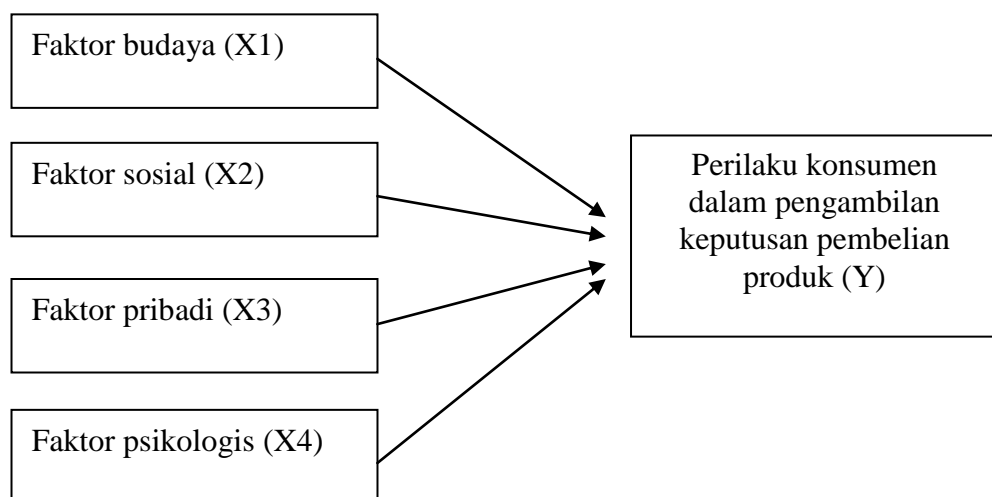 Faktor budaya (X1)
Faktor sosial (X2)
Faktor pribadi (X3)
Faktor psikologis (X4)
Perilaku konsumen
dalam pengambilan
keputusan pembelian
produk (Y)